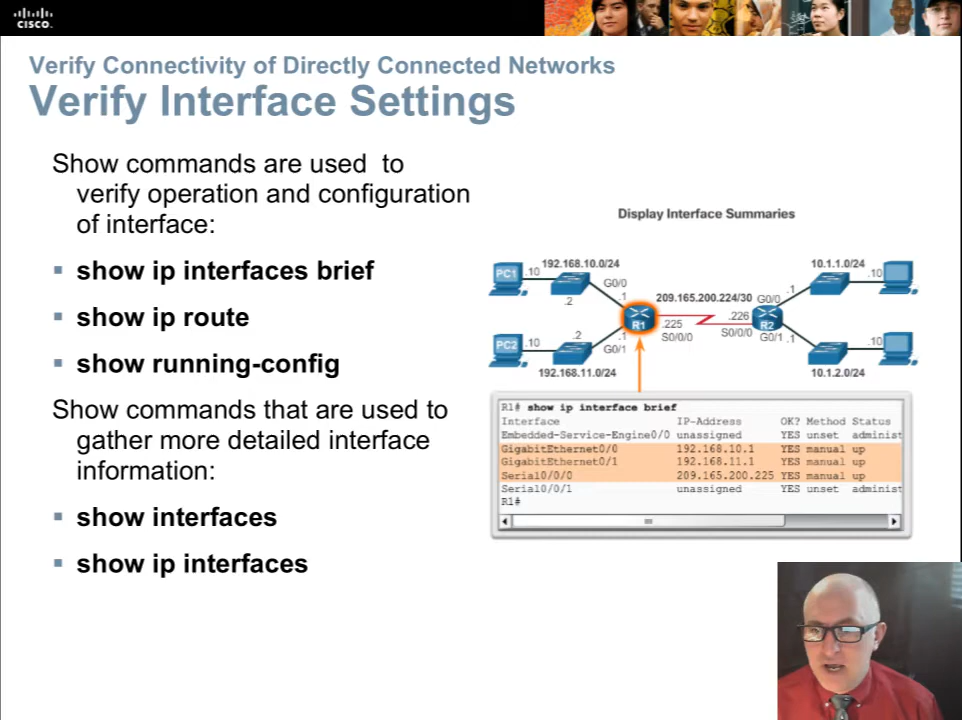 CISCO.
Verify Connectivity of Directly Connected Networks
Verify Interface Settings
Show commands are used to
verify operation and configuration
of interface:
▪ show ip interfaces brief
▪ show ip route
▪ show running-config
Show commands that are used to
gather more detailed interface
information:
▪ show interfaces
▪ show ip interfaces
Display Interface Summaries
192.168.10.0/24
10.1.1.0/24
PC1
.10
G0/0
.10
.2
.1
209.165.200.224/30
G0/0
.1
R1
.225
.226
R2
S0/0/0
S0/0/0
G0/1
.1
PC2
.10
.2
.1
G0/1
.10
192.168.11.0/24
10.1.2.0/24
R1# show ip interface brief
Interface IP-Address OK? Method Status
Embedded-Service-Engine0/0 unassigned YES unset administ
GigabitEthernet0/0 192.168.10.1 YES manual up
GigabitEthernet0/1 192.168.11.1 YES manual up
Serial0/0/0 209.165.200.225 YES manual up
Serial0/0/1 unassigned YES unset administ
R1#